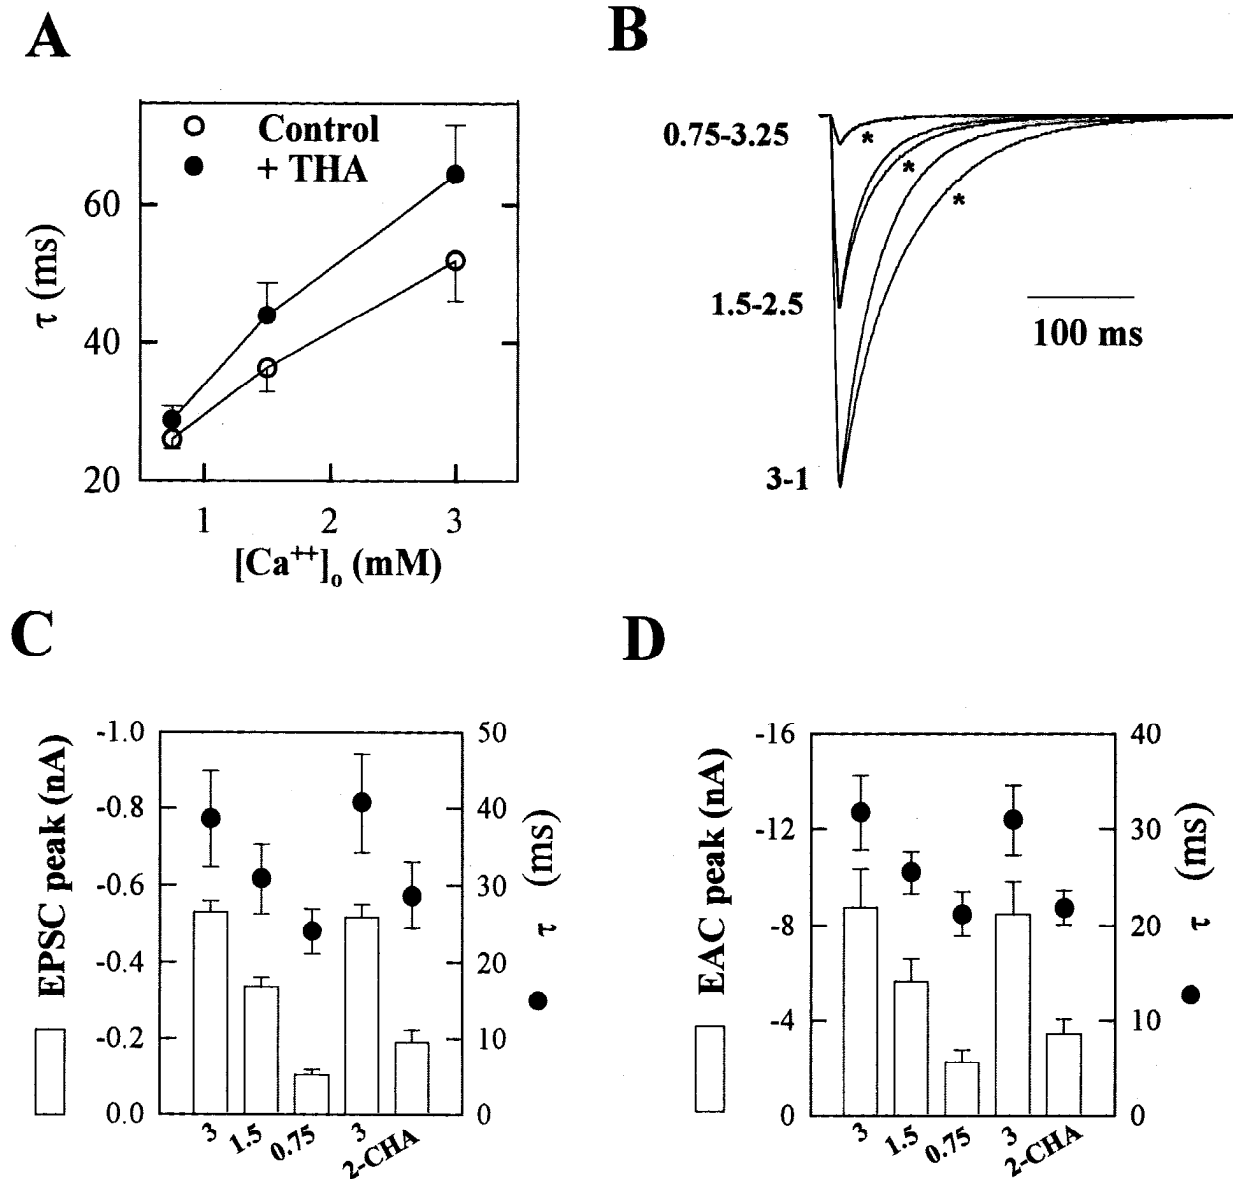 A
B
Control
+ THA
60
40
20
τ (ms)
1 2 3
[Ca⁺⁺]ₒ (mM)
0.75-3.25
*
*
*
1.5-2.5
100 ms
3-1
C
D
EPSC peak (nA)
-1.0
-0.8
-0.6
-0.4
-0.2
0.0
50
40
30
20
10
0
τ (ms)
3 1.5 0.75 3 2-CHA
EAC peak (nA)
-16
-12
-8
-4
0
40
30
20
10
0
τ (ms)
3 1.5 0.75 3 2-CHA